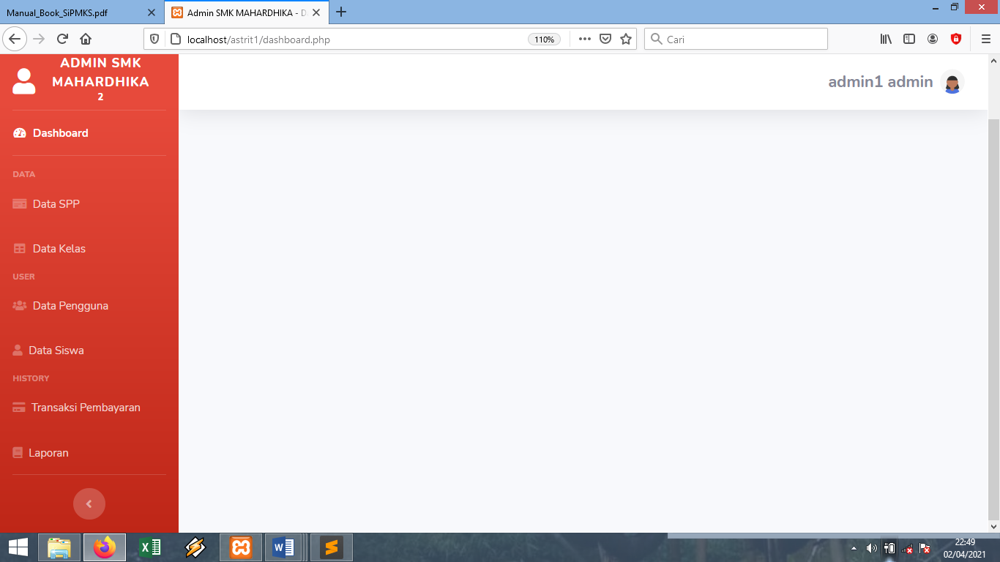 Manual_Book_SiPMKS.pdf
Admin SMK MAHARDHIKA - D
localhost/astrit1/dashboard.php
110%
Cari
ADMIN SMK
MAHARDHIKA
2
admin1 admin
Dashboard
DATA
Data SPP
Data Kelas
USER
Data Pengguna
Data Siswa
HISTORY
Transaksi Pembayaran
Laporan
22:49
02/04/2021